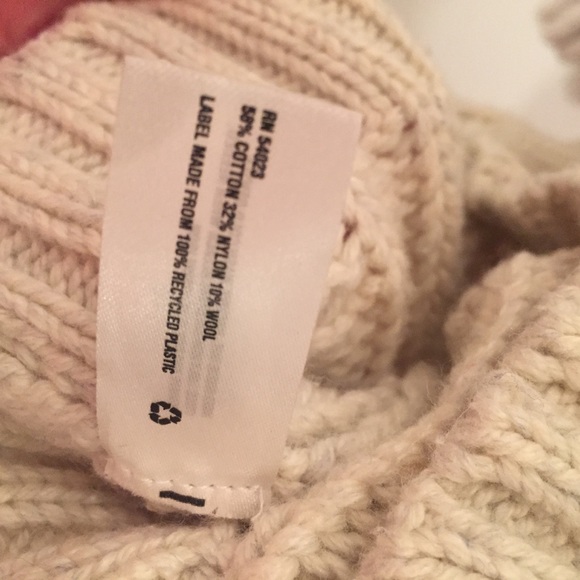 RN 54023
58% COTTON 32% NYLON 10% WOOL
LABEL MADE FROM 100% RECYCLED PLASTIC